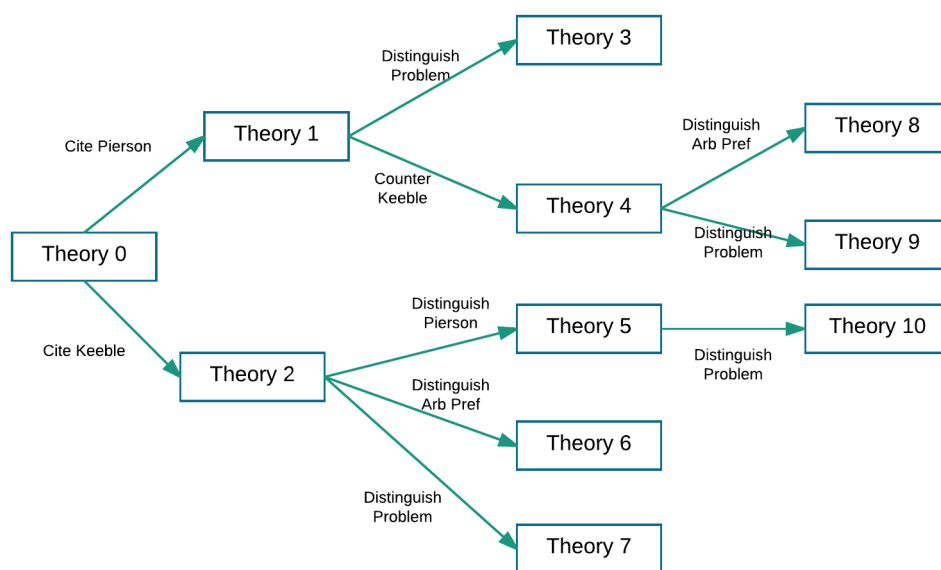 Theory 3
Distinguish
Problem
Theory 1
Theory 8
Distinguish
Arb Pref
Cite Pierson
Counter
Keeble
Theory 4
Theory 0
Distinguish
Problem
Theory 9
Distinguish
Pierson
Theory 5
Theory 10
Cite Keeble
Theory 2
Distinguish
Problem
Distinguish
Arb Pref
Theory 6
Distinguish
Problem
Theory 7